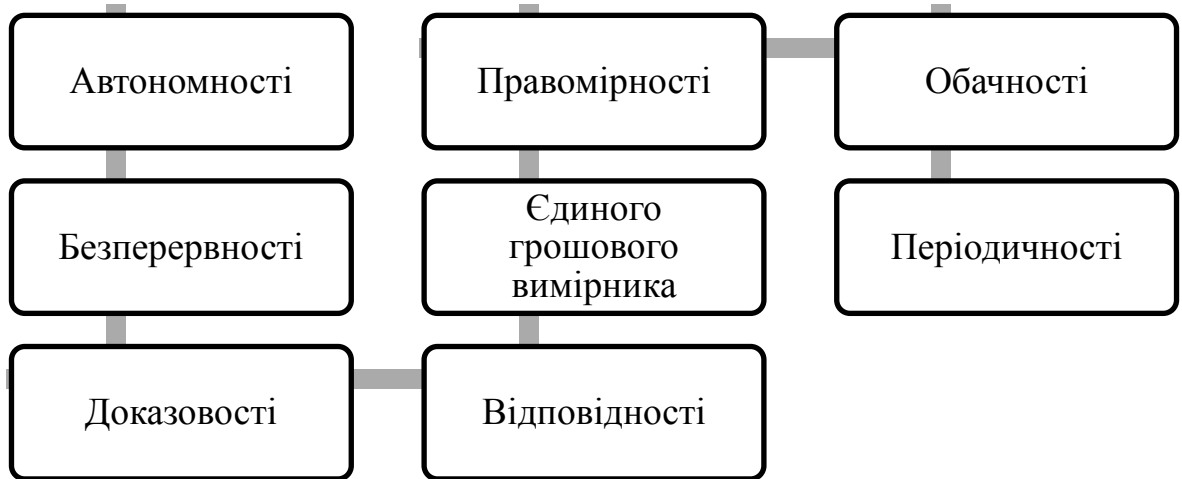 Автономності
Правомірності
Обачності
Безперервності
Єдиного
грошового
вимірника
Періодичності
Доказовості
Відповідності